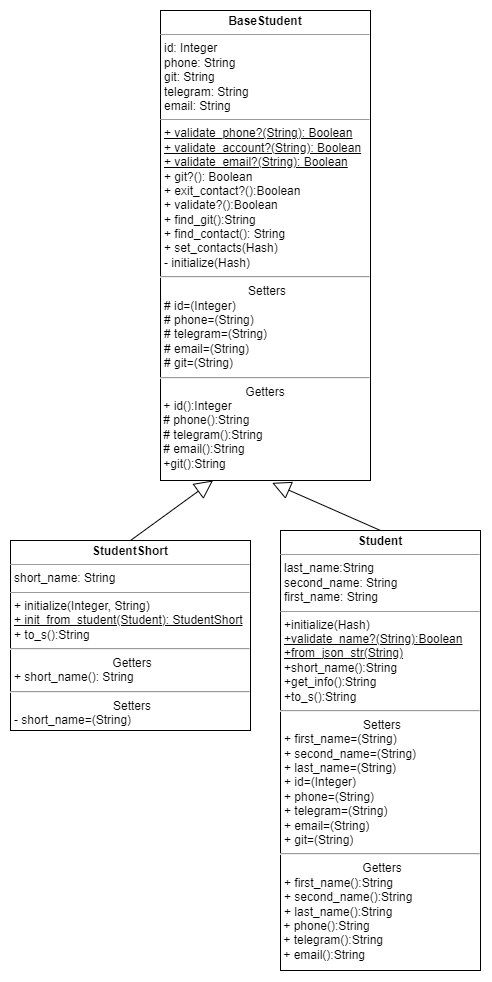 BaseStudent
id: Integer
phone: String
git: String
telegram: String
email: String
+ validate_phone?(String): Boolean
+ validate_account?(String): Boolean
+ validate_email?(String): Boolean
+ git?(): Boolean
+ exit_contact?():Boolean
+ validate?():Boolean
+ find_git():String
+ find_contact(): String
+ set_contacts(Hash)
- initialize(Hash)
Setters
# id=(Integer)
# phone=(String)
# telegram=(String)
# email=(String)
# git=(String)
Getters
+ id():Integer
# phone():String
# telegram():String
# email():String
+git():String
StudentShort
short_name: String
+ initialize(Integer, String)
+ init_from_student(Student): StudentShort
+ to_s():String
Getters
+ short_name(): String
Setters
- short_name=(String)
Student
last_name:String
second_name: String
first_name: String
+initialize(Hash)
+validate_name?(String):Boolean
+from_json_str(String)
+short_name():String
+get_info():String
+to_s():String
Setters
+ first_name=(String)
+ second_name=(String)
+ last_name=(String)
+ id=(Integer)
+ phone=(String)
+ telegram=(String)
+ email=(String)
+ git=(String)
Getters
+ first_name():String
+ second_name():String
+ last_name():String
+ phone():String
+ telegram():String
+ email():String